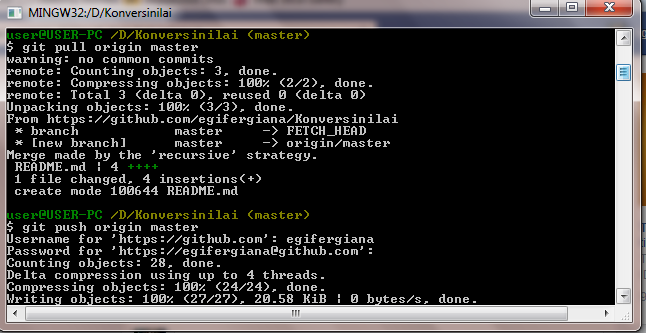 MINGW32:/D/Konversinilai
user@USER-PC /D/Konversinilai (master)
$ git pull origin master
warning: no common commits
remote: Counting objects: 3, done.
remote: Compressing objects: 100% (2/2), done.
remote: Total 3 (delta 0), reused 0 (delta 0)
Unpacking objects: 100% (3/3), done.
From https://github.com/egifergiana/Konversinilai
 * branch            master     -> FETCH_HEAD
 * [new branch]      master     -> origin/master
Merge made by the 'recursive' strategy.
 README.md | 4 ++++
 1 file changed, 4 insertions(+)
 create mode 100644 README.md
user@USER-PC /D/Konversinilai (master)
$ git push origin master
Username for 'https://github.com': egifergiana
Password for 'https://egifergiana@github.com':
Counting objects: 28, done.
Delta compression using up to 4 threads.
Compressing objects: 100% (24/24), done.
Writing objects: 100% (27/27), 20.58 KiB | 0 bytes/s, done.